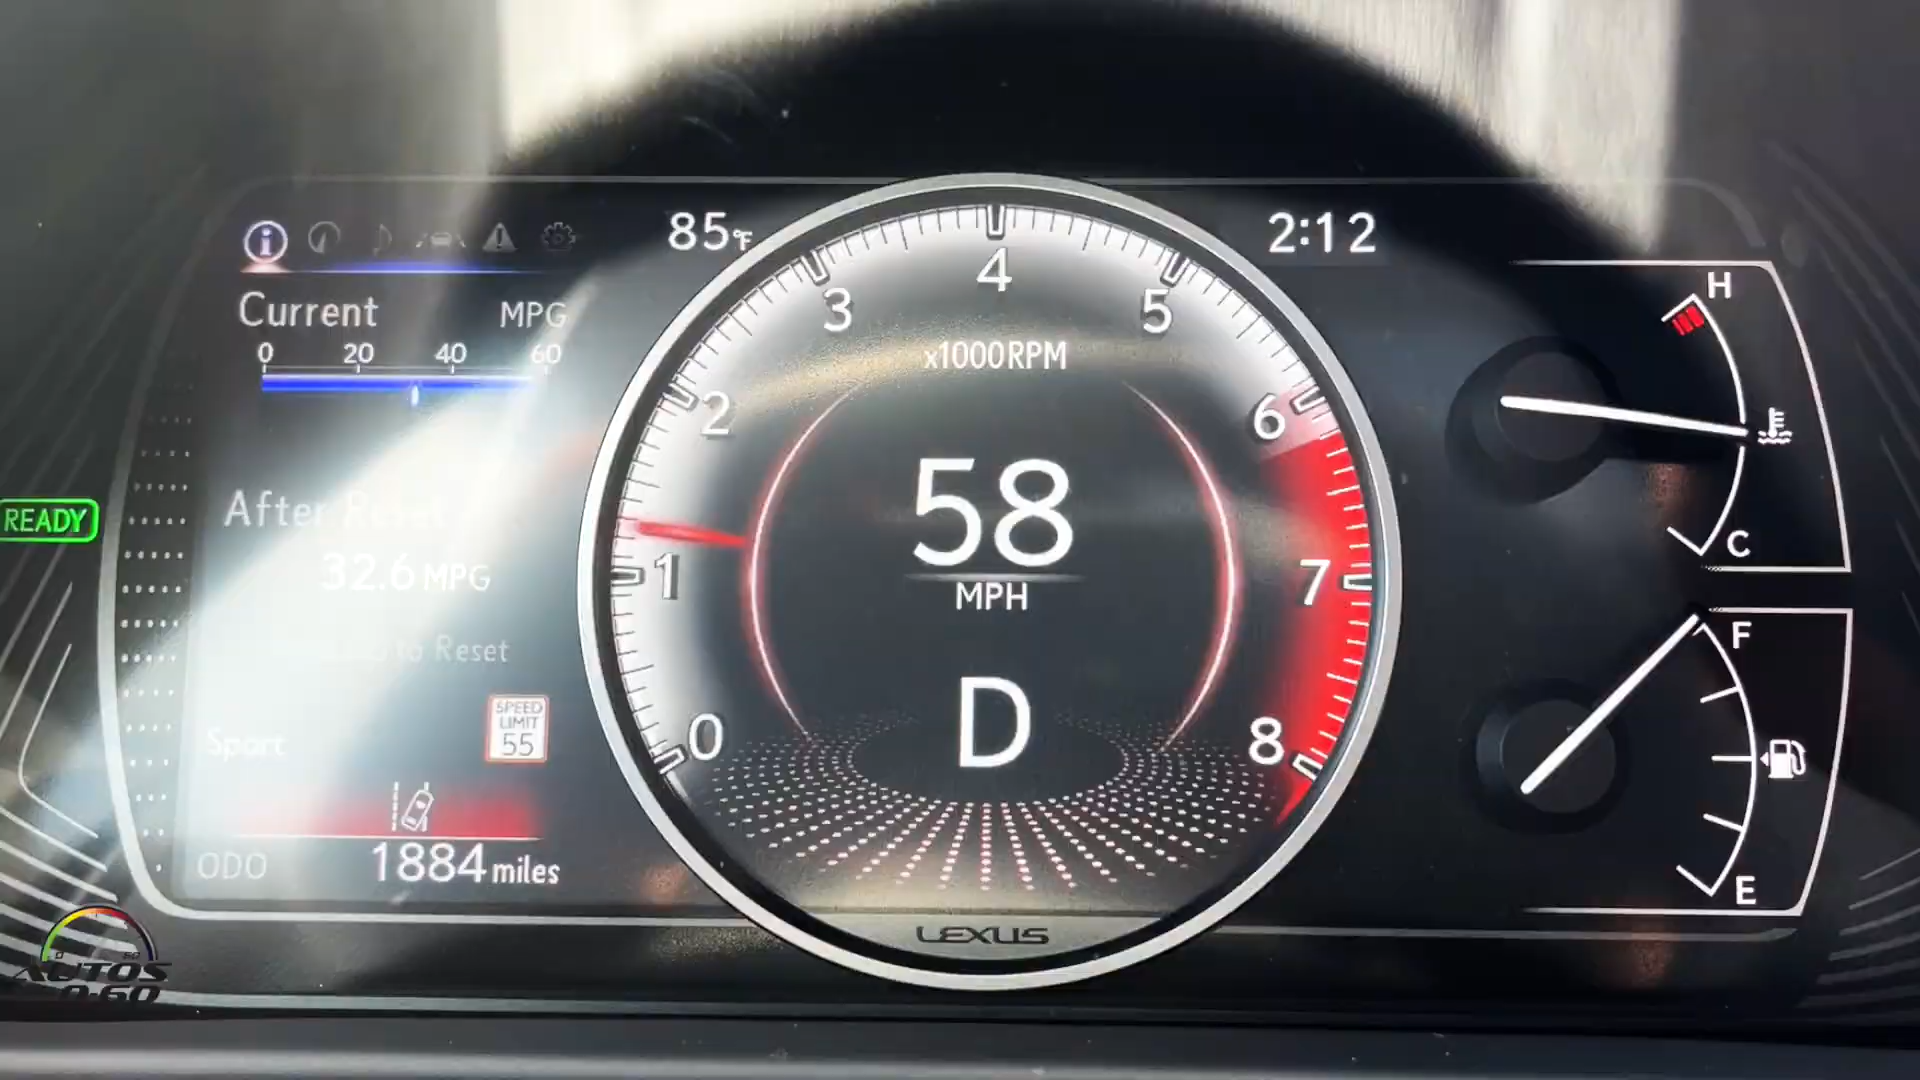 85°F
2:12
Current MPG
0 20 40 60
After
32.6 MPG
to Reset
Sport
SPEED
LIMIT
55
ODO 1884 miles
READY
0 1 2 3 4 5 6 7 8
x1000RPM
58
MPH
D
LEXUS
H
C
F
E
AUTOS
0-60